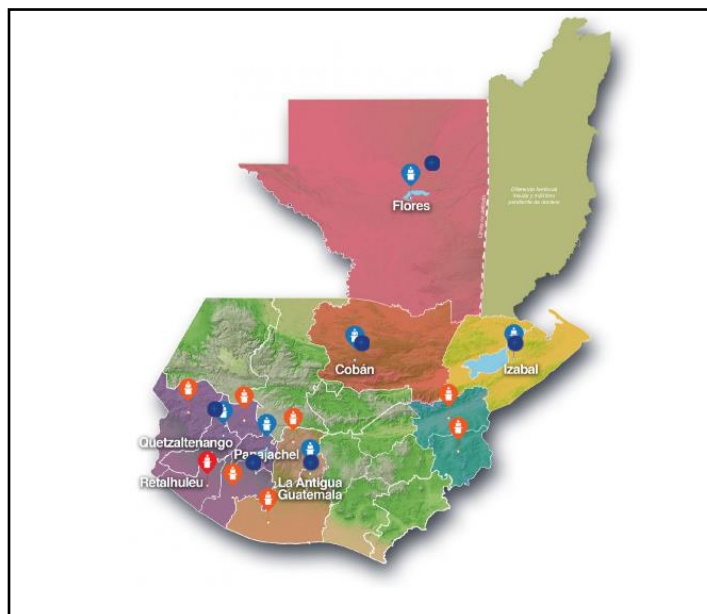 Flores
Cobán
Izabal
Quetzaltenango
Panajachel
Retalhuleu
La Antigua
Guatemala